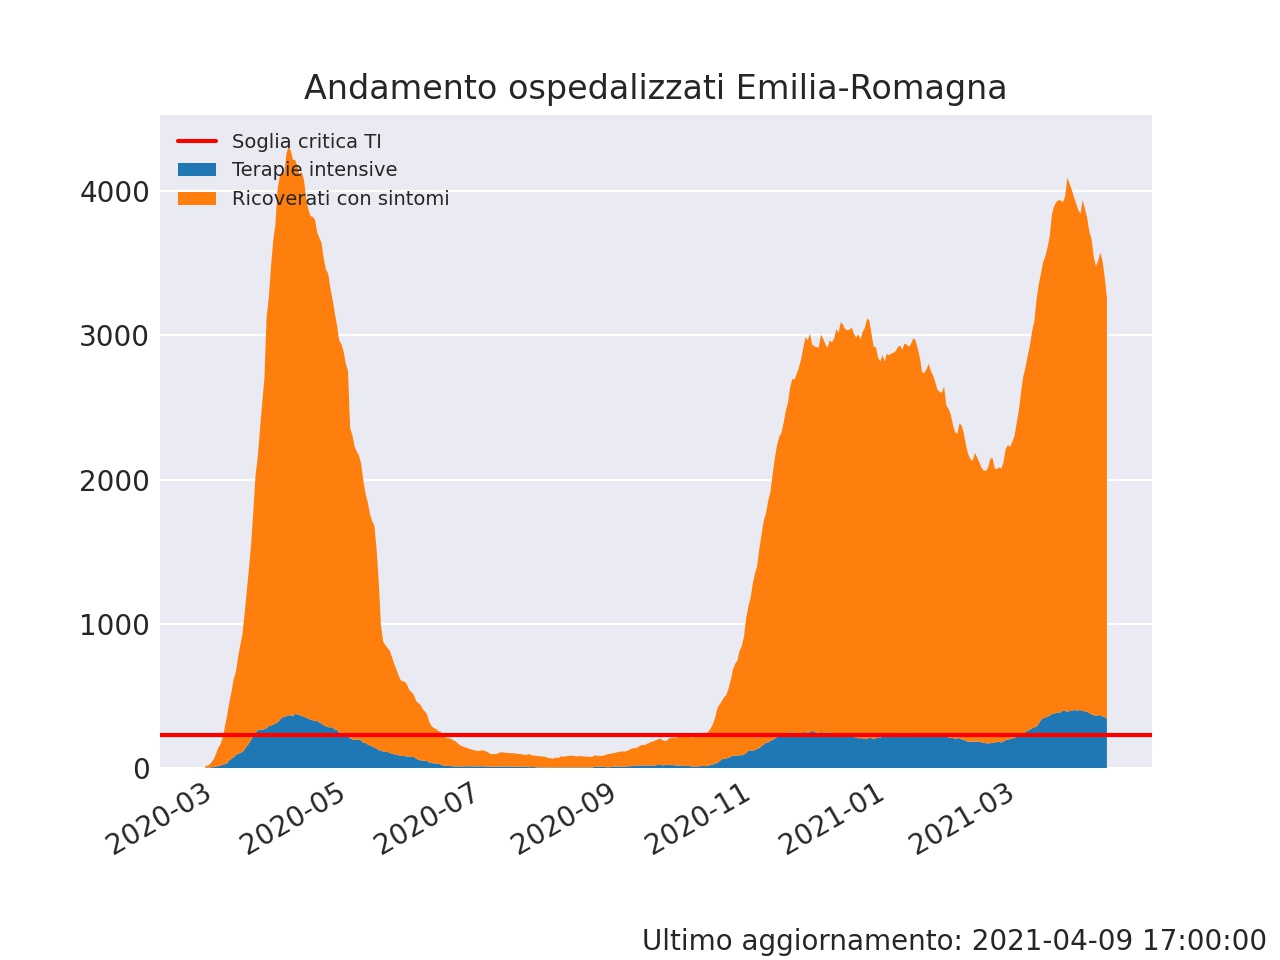 Andamento ospedalizzati Emilia-Romagna
Soglia critica TI
Terapie intensive
Ricoverati con sintomi
4000
3000
2000
1000
0
2020-03
2020-05
2020-07
2020-09
2020-11
2021-01
2021-03
Ultimo aggiornamento: 2021-04-09 17:00:00